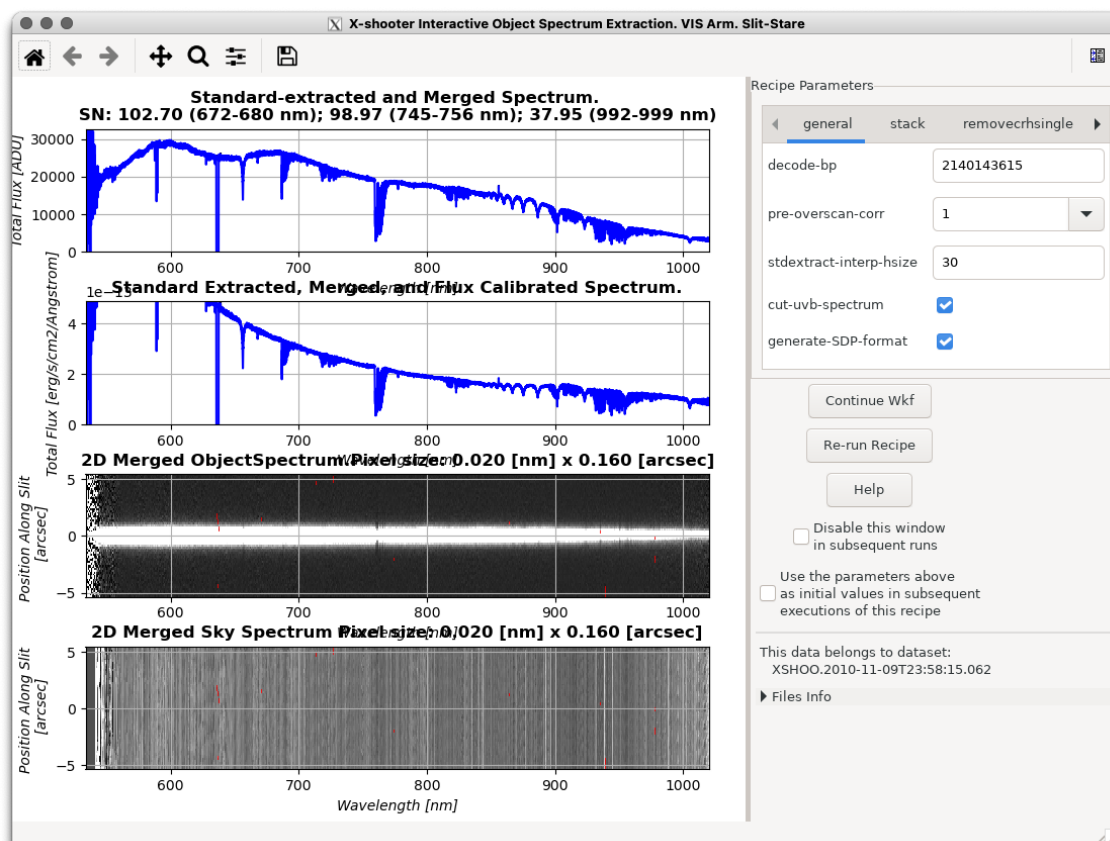 X-shooter Interactive Object Spectrum Extraction. VIS Arm. Slit-Stare
Standard-extracted and Merged Spectrum.
SN: 102.70 (672-680 nm); 98.97 (745-756 nm); 37.95 (992-999 nm)
Total Flux [ADU]
30000
20000
10000
0
600
700
800
900
1000
Wavelength [nm]
1e−13
Standard Extracted, Merged, and Flux Calibrated Spectrum.
Total Flux [erg/s/cm2/Angstrom]
4
2
0
600
700
800
900
1000
Wavelength [nm]
2D Merged ObjectSpectrum Pixel size: 0.020 [nm] x 0.160 [arcsec]
Position Along Slit
[arcsec]
5
0
−5
600
700
800
900
1000
Wavelength [nm]
2D Merged Sky Spectrum Pixel size: 0.020 [nm] x 0.160 [arcsec]
Position Along Slit
[arcsec]
5
0
−5
600
700
800
900
1000
Wavelength [nm]
Recipe Parameters
general
stack
removecrhsingle
decode-bp
2140143615
pre-overscan-corr
1
stdextract-interp-hsize
30
cut-uvb-spectrum
generate-SDP-format
Continue Wkf
Re-run Recipe
Help
Disable this window
in subsequent runs
Use the parameters above
as initial values in subsequent
executions of this recipe
This data belongs to dataset:
XSHOO.2010-11-09T23:58:15.062
Files Info